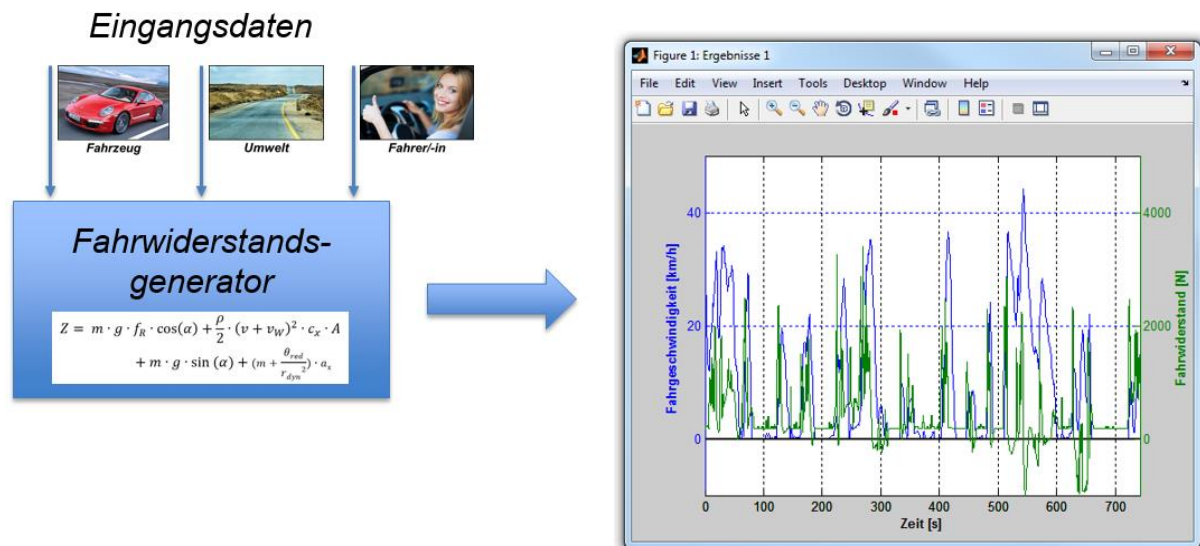 Eingangsdaten
Fahrzeug
Umwelt
Fahrer/-in
Fahrwiderstands-
generator
Z = m · g · f_R · cos(α) + ρ/2 · (v + v_W)² · c_x · A
+ m · g · sin (α) + (m + θ_red/r_dyn²) · a_x
Figure 1: Ergebnisse 1
File Edit View Insert Tools Desktop Window Help
Fahrgeschwindigkeit [km/h]
40
20
0
4000
2000
0
Fahrwiderstand [N]
0 100 200 300 400 500 600 700
Zeit [s]